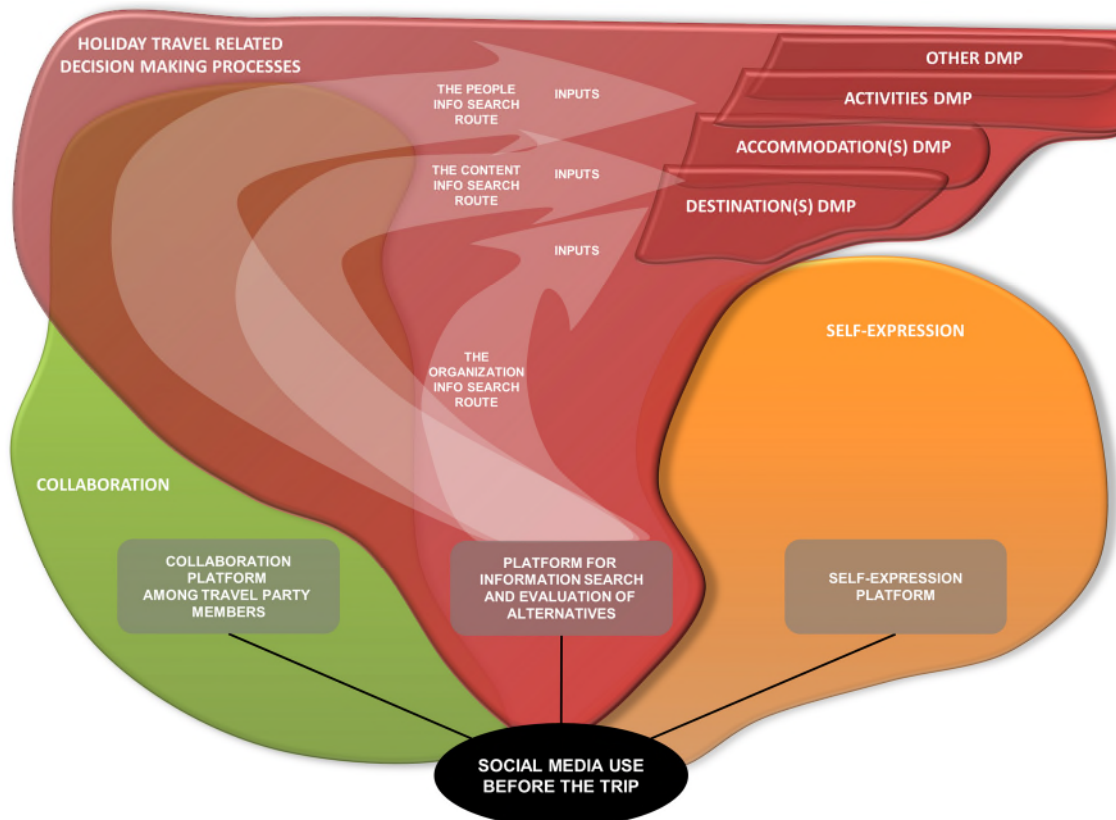 HOLIDAY TRAVEL RELATED
DECISION MAKING PROCESSES
THE PEOPLE
INFO SEARCH
ROUTE
INPUTS
OTHER DMP
ACTIVITIES DMP
ACCOMMODATION(S) DMP
THE CONTENT
INFO SEARCH
ROUTE
INPUTS
DESTINATION(S) DMP
INPUTS
SELF-EXPRESSION
THE
ORGANIZATION
INFO SEARCH
ROUTE
COLLABORATION
COLLABORATION
PLATFORM
AMONG TRAVEL PARTY
MEMBERS
PLATFORM FOR
INFORMATION SEARCH
AND EVALUATION OF
ALTERNATIVES
SELF-EXPRESSION
PLATFORM
SOCIAL MEDIA USE
BEFORE THE TRIP